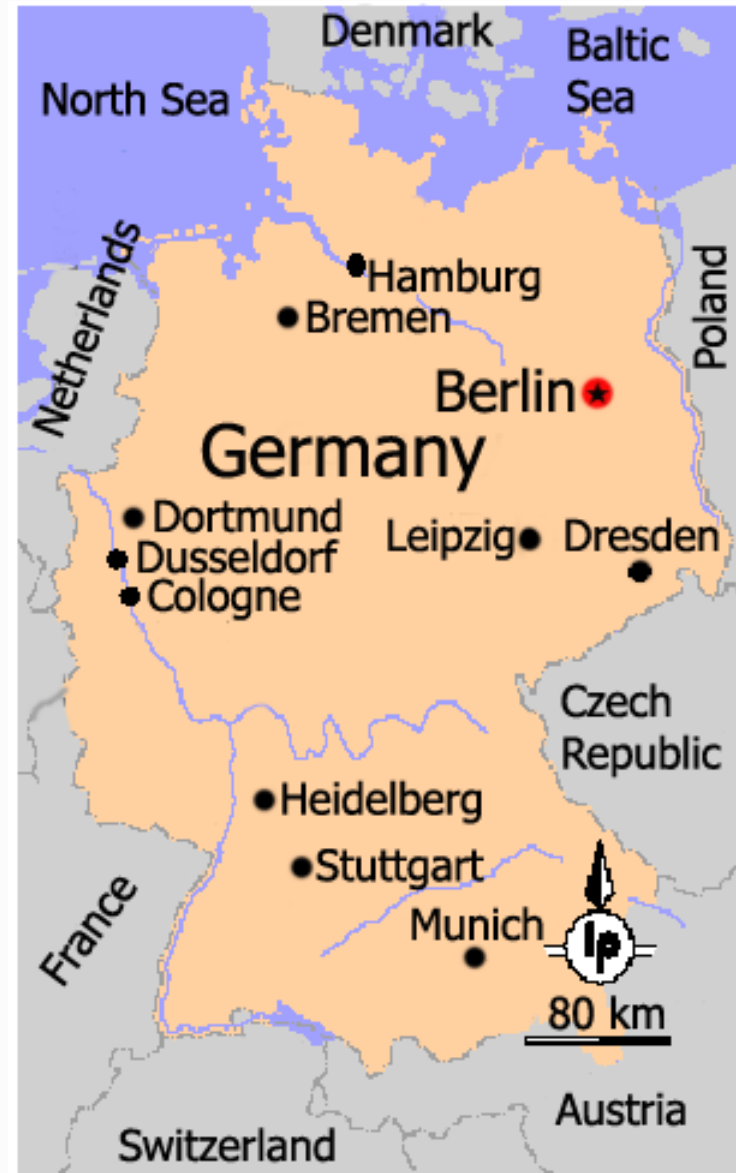 Denmark
Baltic
Sea
North Sea
Netherlands
Hamburg
Poland
Bremen
Berlin
Germany
Dortmund
Leipzig
Dresden
Dusseldorf
Cologne
Czech
Republic
Heidelberg
Stuttgart
France
Munich
lp
80 km
Austria
Switzerland